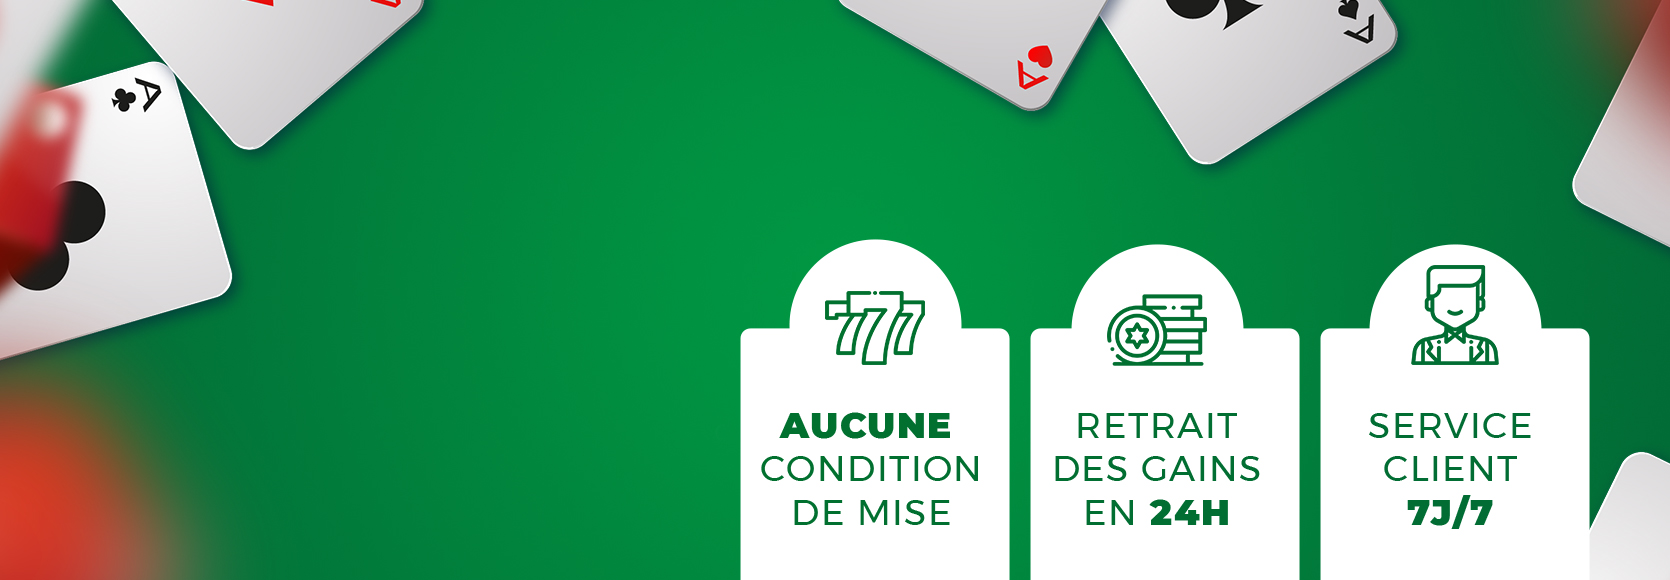 A
A
A
777
AUCUNE
CONDITION
DE MISE
RETRAIT
DES GAINS
EN 24H
SERVICE
CLIENT
7J/7